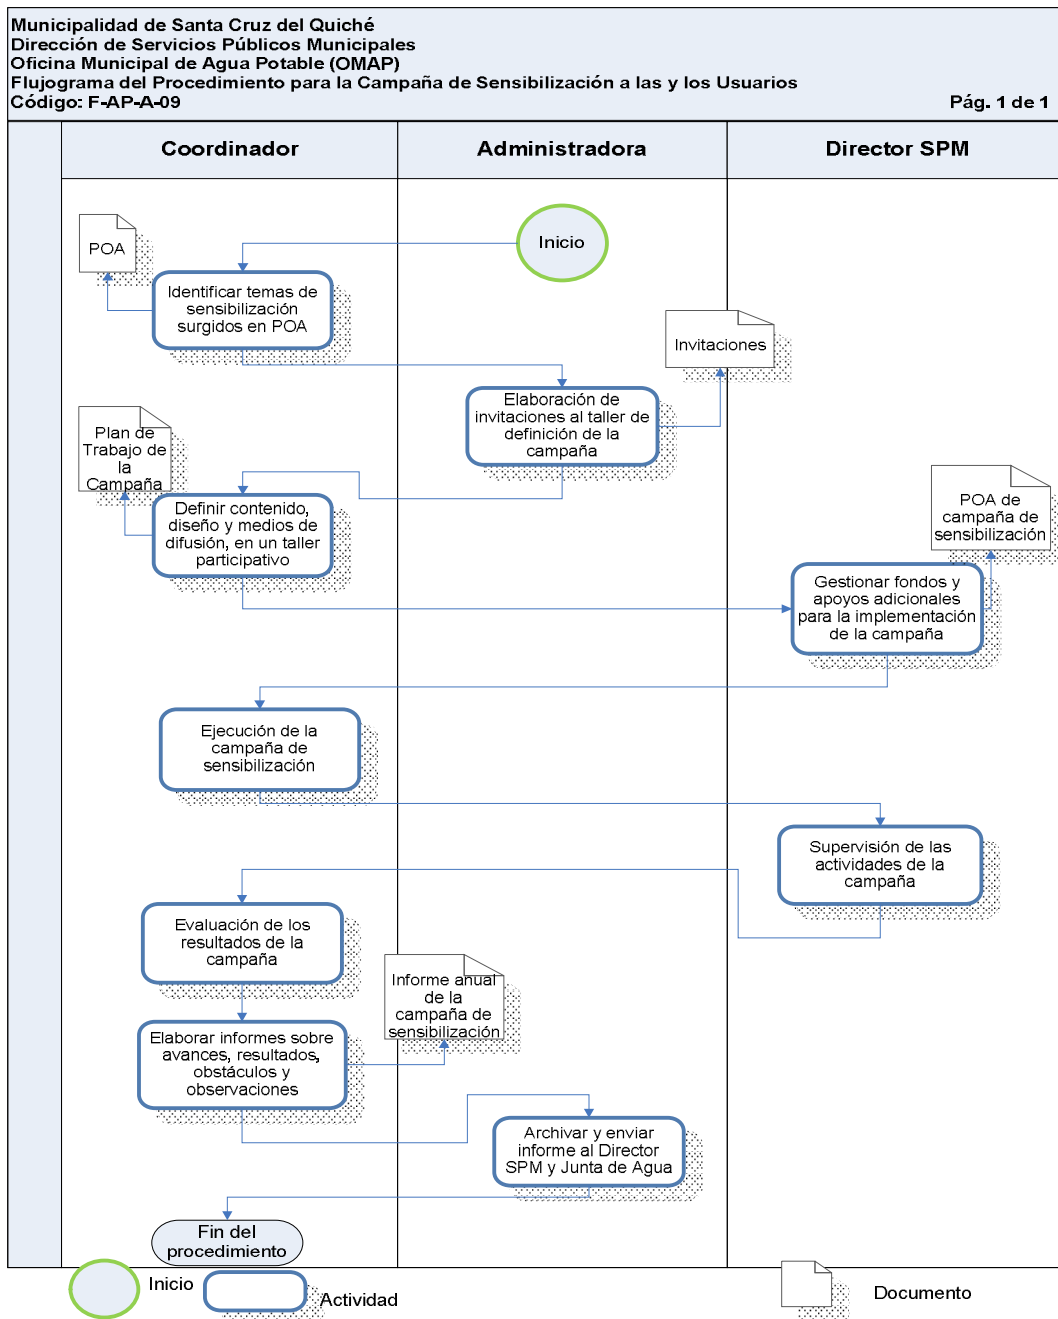 Municipalidad de Santa Cruz del Quiché
Dirección de Servicios Públicos Municipales
Oficina Municipal de Agua Potable (OMAP)
Flujograma del Procedimiento para la Campaña de Sensibilización a las y los Usuarios
Código: F-AP-A-09
Pág. 1 de 1
Coordinador
Administradora
Director SPM
Inicio
POA
Identificar temas de
sensibilización
surgidos en POA
Invitaciones
Elaboración de
invitaciones al taller de
definición de la
campaña
Plan de
Trabajo de
la
Campaña
Definir contenido,
diseño y medios de
difusión, en un taller
participativo
POA de
campaña de
sensibilización
Gestionar fondos y
apoyos adicionales
para la implementación
de la campaña
Ejecución de la
campaña de
sensibilización
Supervisión de las
actividades de la
campaña
Evaluación de los
resultados de la
campaña
Informe anual
de la
campaña de
sensibilización
Elaborar informes sobre
avances, resultados,
obstáculos y
observaciones
Archivar y enviar
informe al Director
SPM y Junta de Agua
Fin del
procedimiento
Inicio
Actividad
Documento